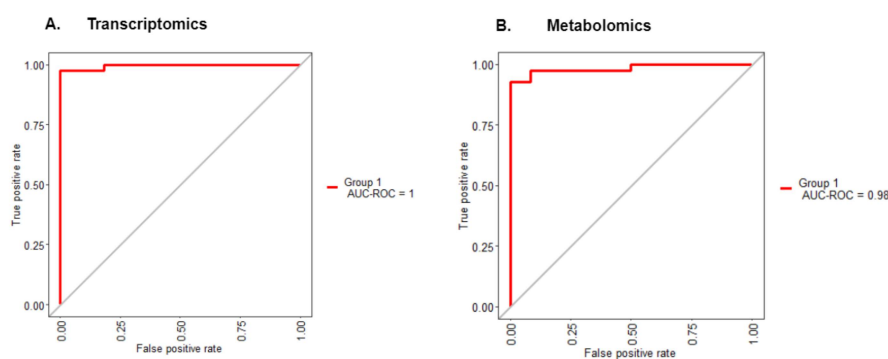 A. Transcriptomics
1.00
0.75
0.50
0.25
0.00
True positive rate
0.00
0.25
0.50
0.75
1.00
False positive rate
Group 1
AUC-ROC = 1
B. Metabolomics
1.00
0.75
0.50
0.25
0.00
True positive rate
0.00
0.25
0.50
0.75
1.00
False positive rate
Group 1
AUC-ROC = 0.98